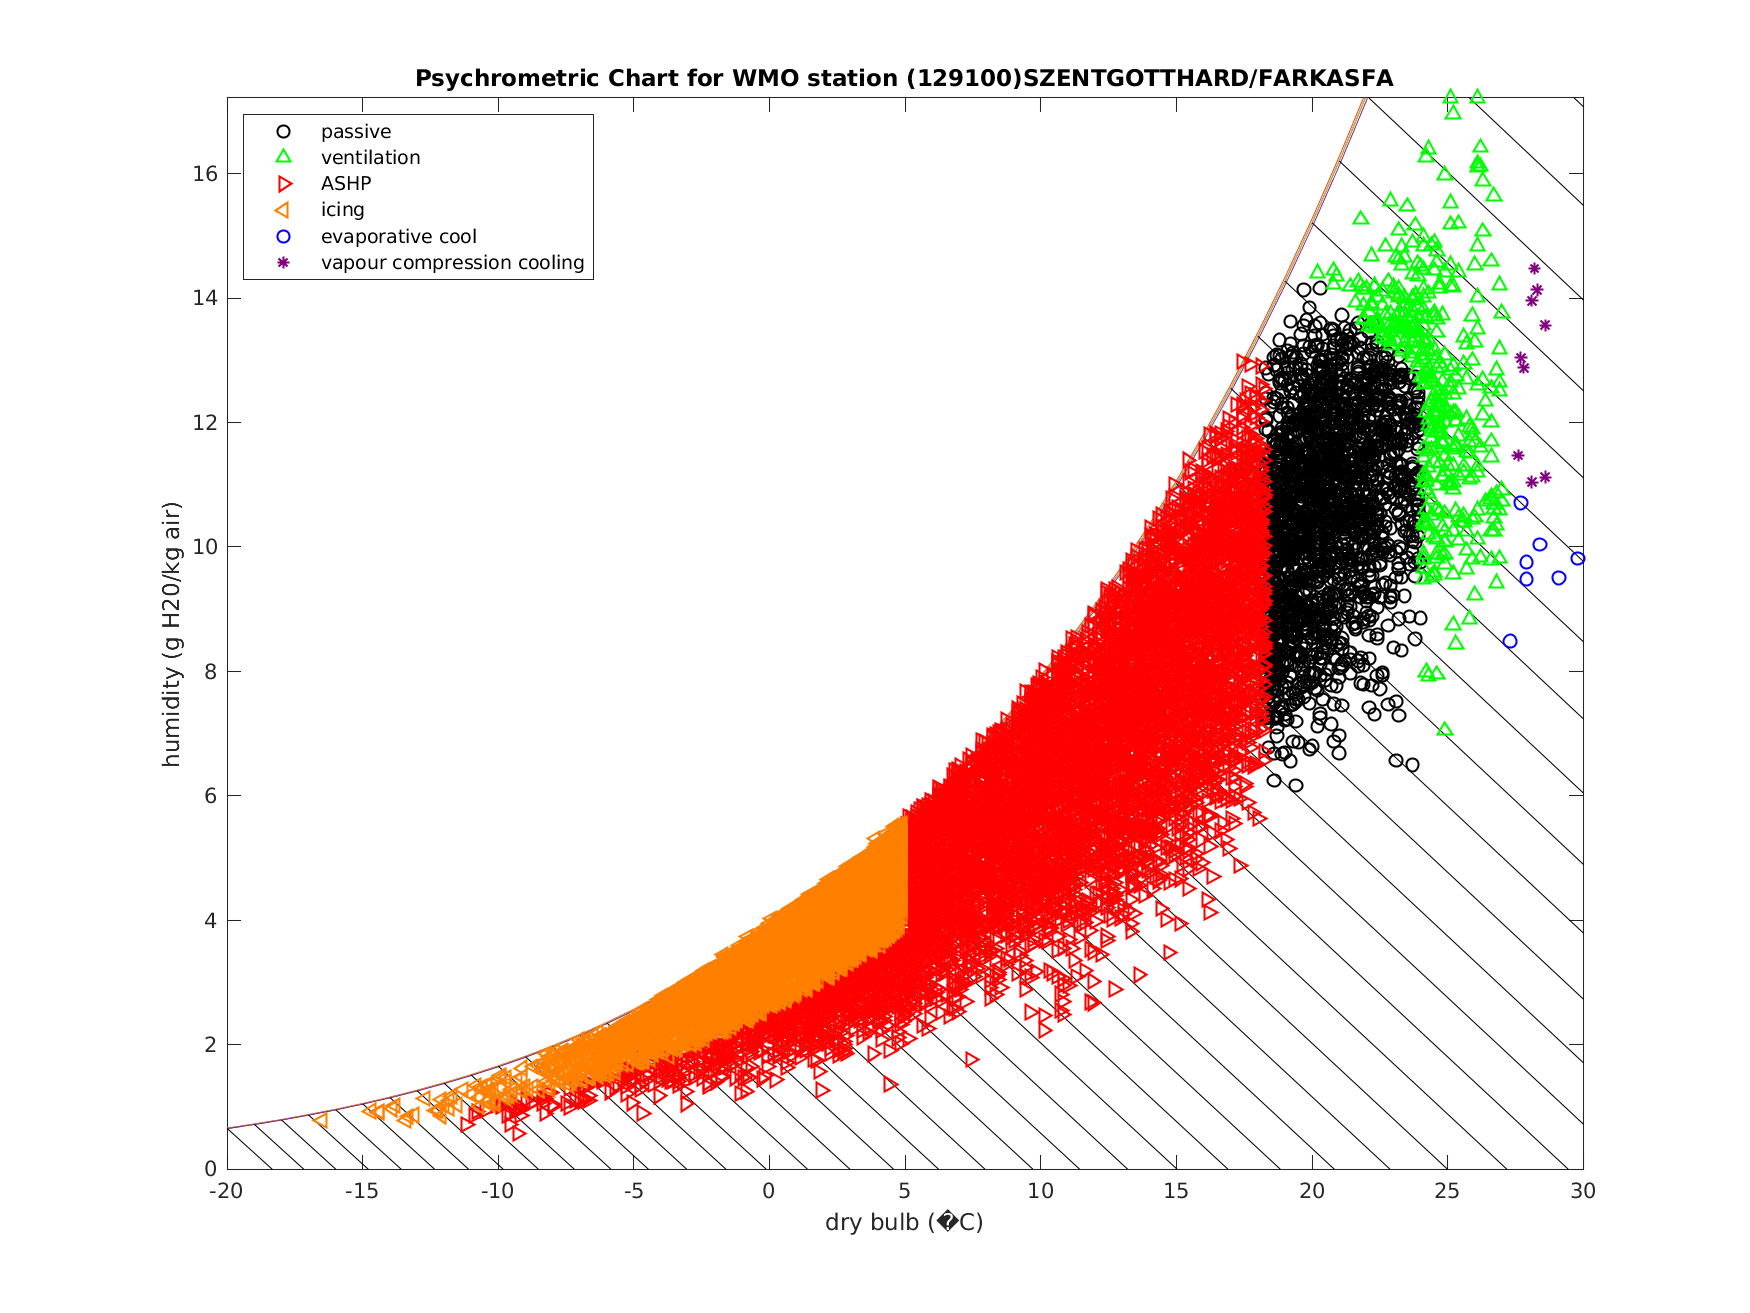 Psychrometric Chart for WMO station (129100)SZENTGOTTHARD/FARKASFA
passive
ventilation
ASHP
icing
evaporative cool
vapour compression cooling
humidity (g H20/kg air)
16
14
12
10
8
6
4
2
0
-20 -15 -10 -5 0 5 10 15 20 25 30
dry bulb (�C)